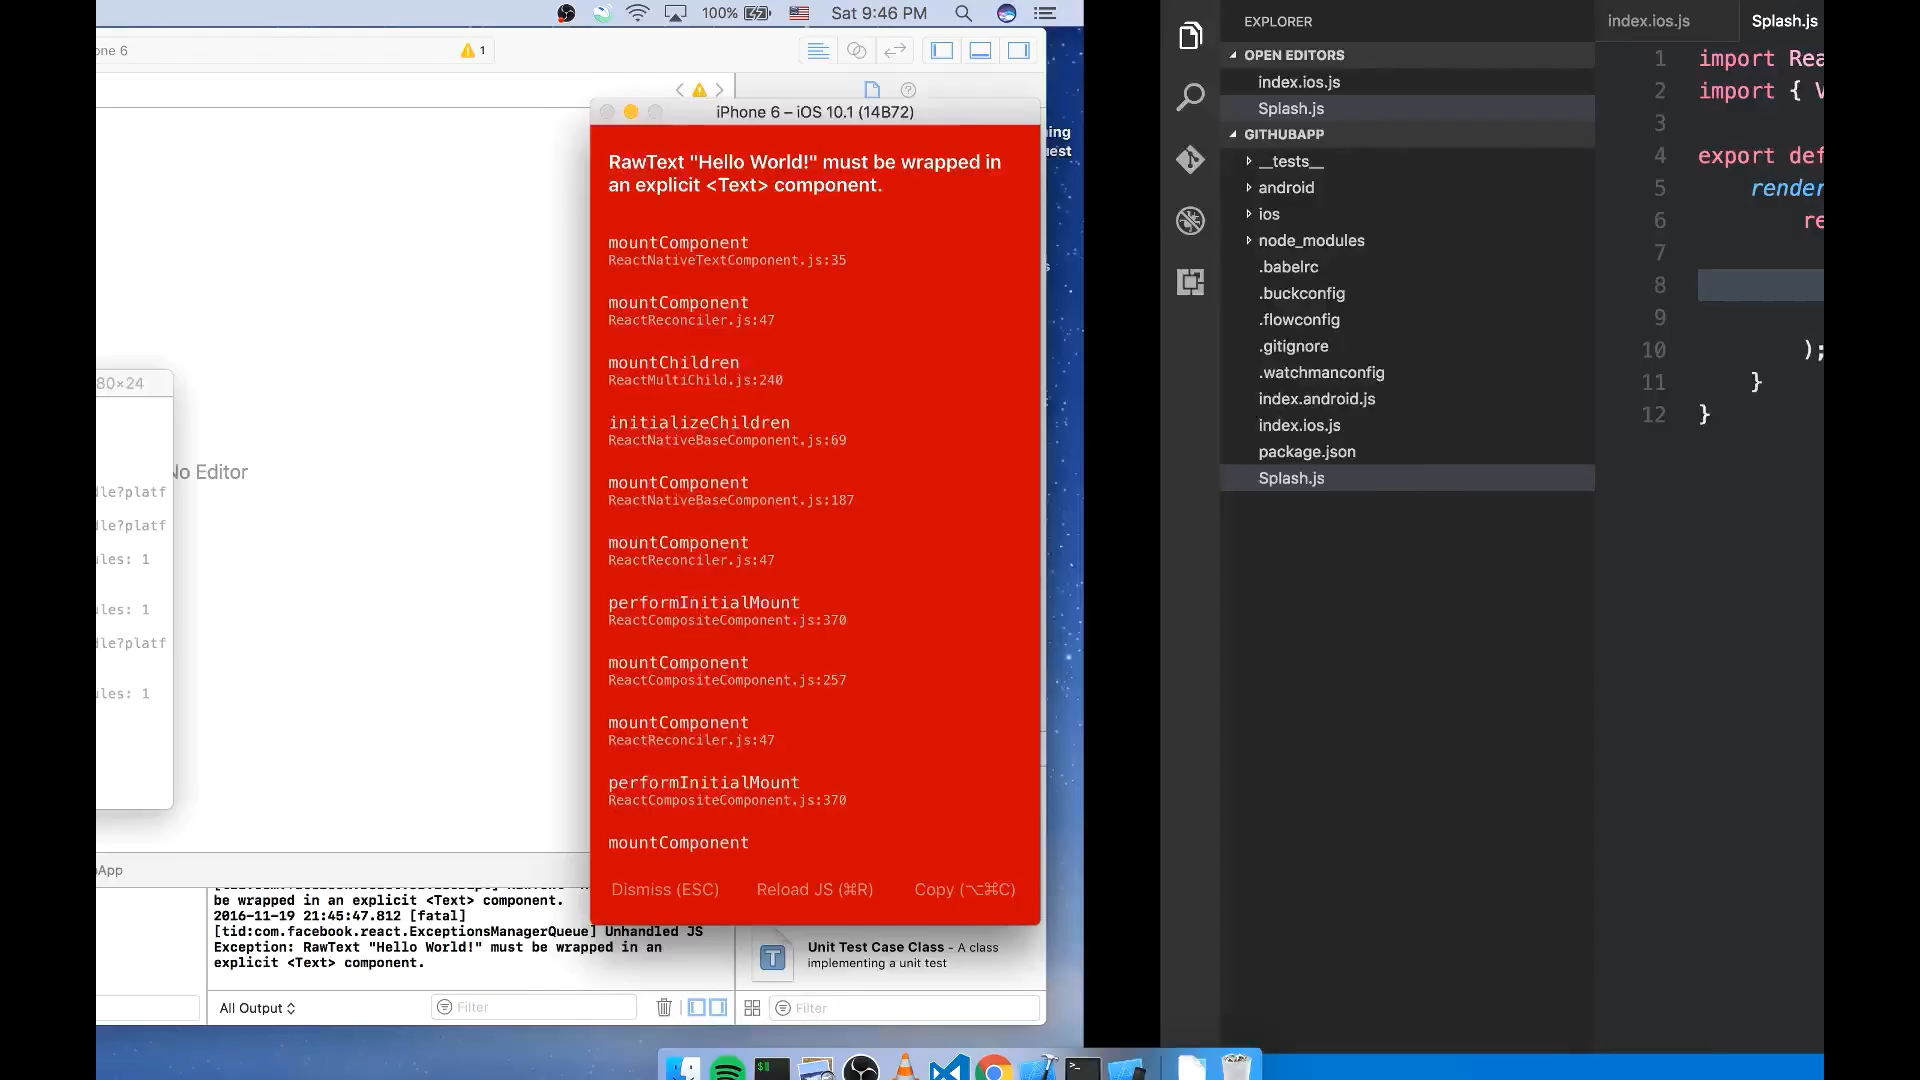 100%
Sat 9:46 PM
one 6
1
iPhone 6 – iOS 10.1 (14B72)
RawText "Hello World!" must be wrapped in
an explicit <Text> component.
mountComponent
ReactNativeTextComponent.js:35
mountComponent
ReactReconciler.js:47
mountChildren
ReactMultiChild.js:240
initializeChildren
ReactNativeBaseComponent.js:69
mountComponent
ReactNativeBaseComponent.js:187
mountComponent
ReactReconciler.js:47
performInitialMount
ReactCompositeComponent.js:370
mountComponent
ReactCompositeComponent.js:257
mountComponent
ReactReconciler.js:47
performInitialMount
ReactCompositeComponent.js:370
mountComponent
Dismiss (ESC) Reload JS (⌘R) Copy (⌥⌘C)
80×24
No Editor
dle?platf
dle?platf
ules: 1
ules: 1
dle?platf
ules: 1
App
be wrapped in an explicit <Text> component.
2016-11-19 21:45:47.812 [fatal]
[tid:com.facebook.react.ExceptionsManagerQueue] Unhandled JS
Exception: RawText "Hello World!" must be wrapped in an
explicit <Text> component.
All Output
Filter
Unit Test Case Class - A class
implementing a unit test
Filter
EXPLORER
OPEN EDITORS
index.ios.js
Splash.js
GITHUBAPP
__tests__
android
ios
node_modules
.babelrc
.buckconfig
.flowconfig
.gitignore
.watchmanconfig
index.android.js
index.ios.js
package.json
Splash.js
index.ios.js Splash.js
1 import Rea
2 import { V
3
4 export def
5 render
6 re
7
8
9
10 );
11 }
12 }